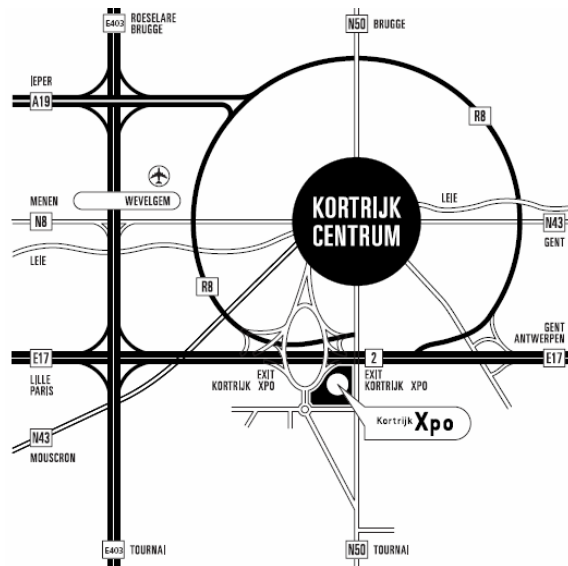 E403
ROESELARE
BRUGGE
N50
BRUGGE
IEPER
A19
R8
WEVELGEM
MENEN
N8
LEIE
KORTRIJK
CENTRUM
LEIE
N43
GENT
R8
GENT
ANTWERPEN
E17
E17
LILLE
PARIS
EXIT
KORTRIJK XPO
2
EXIT
KORTRIJK XPO
Kortrijk Xpo
N43
MOUSCRON
E403
TOURNAI
N50
TOURNAI